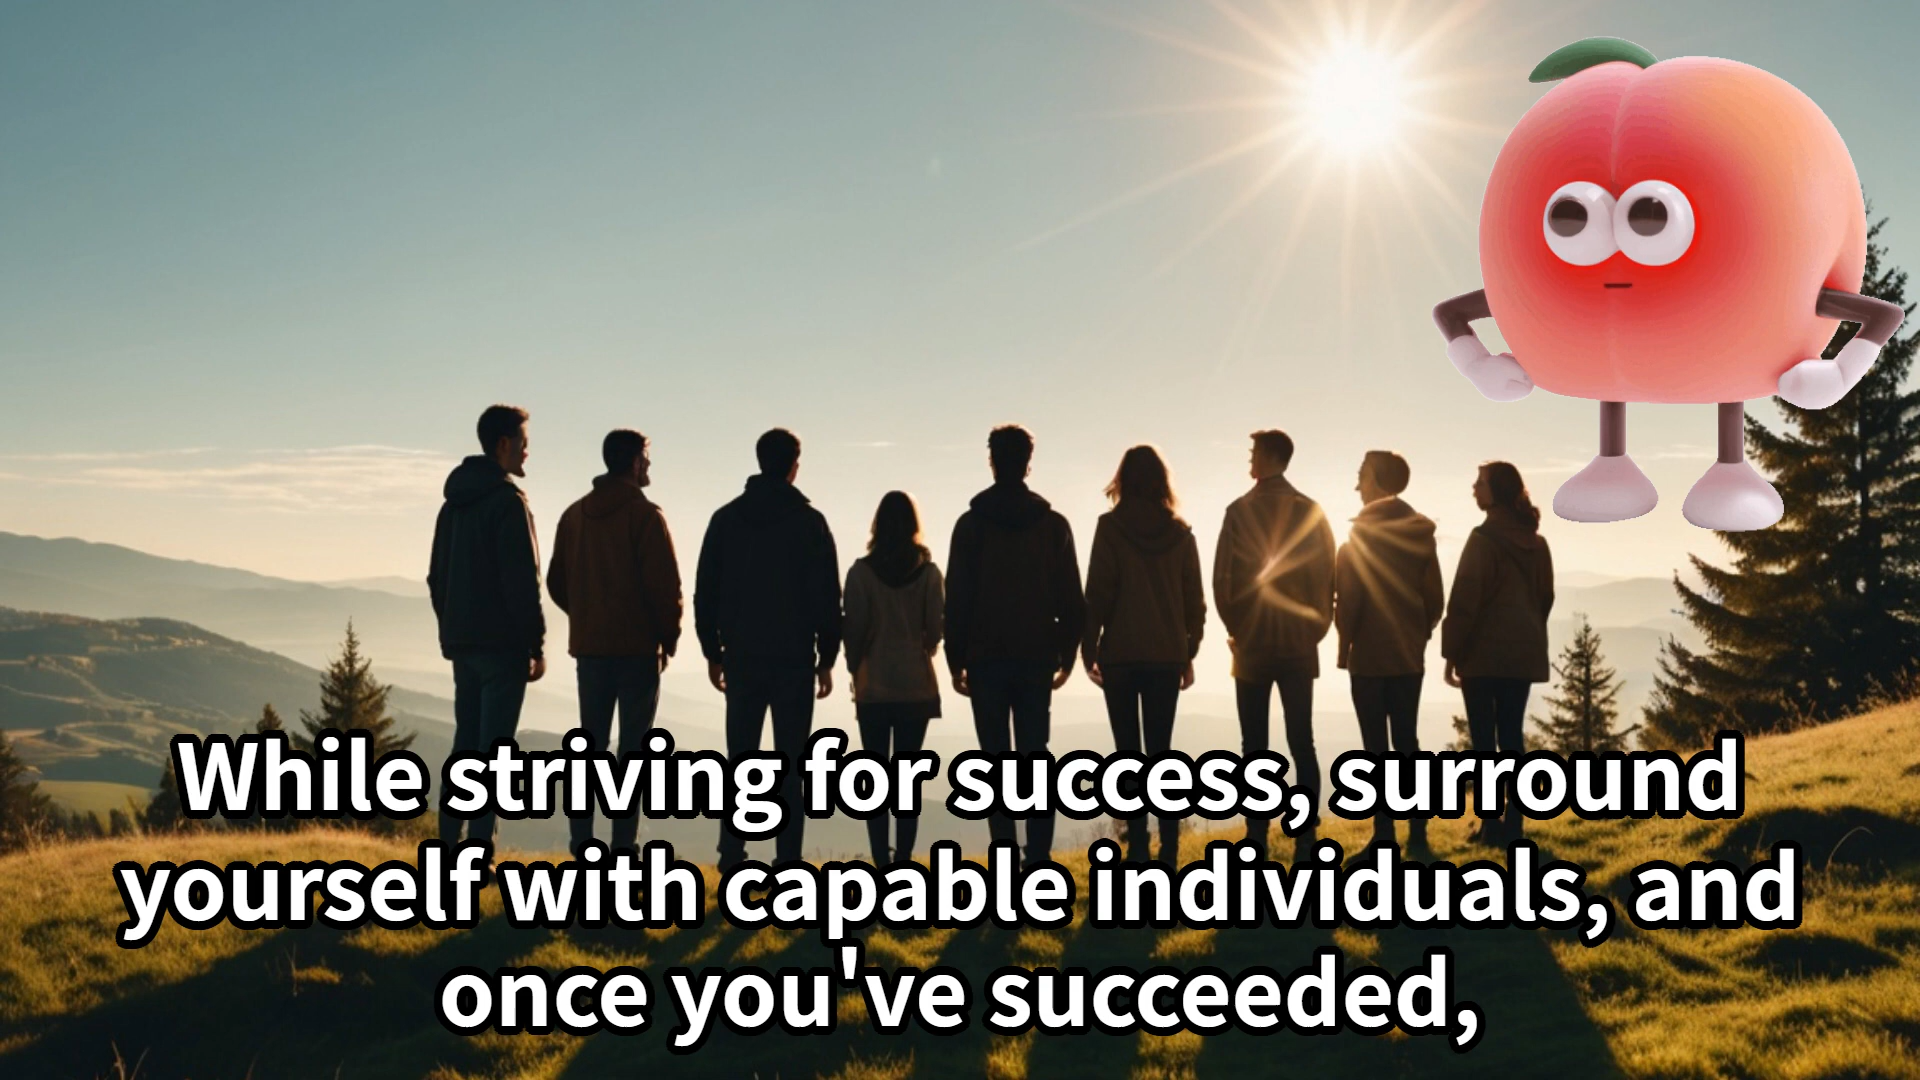 While striving for success, surround
yourself with capable individuals, and
once you've succeeded,